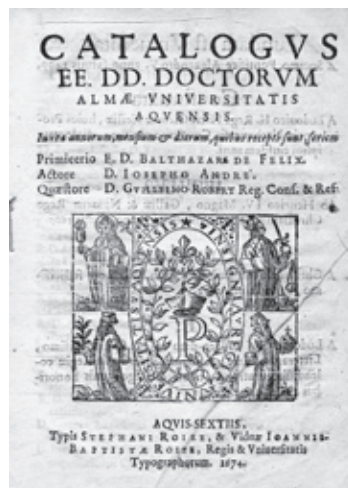 CATALOGVS
EE. DD. DOCTORVM
ALMÆ VNIVERSITATIS
AQVENSIS.
Iuxta annorum, mensium & dierum, quibus recepti sunt, seriem
Primicerio E. D. BALTHAZARE DE FELIX.
Actore D. IOSEPHO ANDRE'.
Quæstore D. GVILLELMO ROBERT Reg. Cons. & Ref.
AQVIS-SEXTIIS,
Typis STEPHANI ROIZE, & Viduæ IOANNIS-
BAPTISTÆ ROIZE, Regis & Vniuersitatis
Typographorum. 1674.